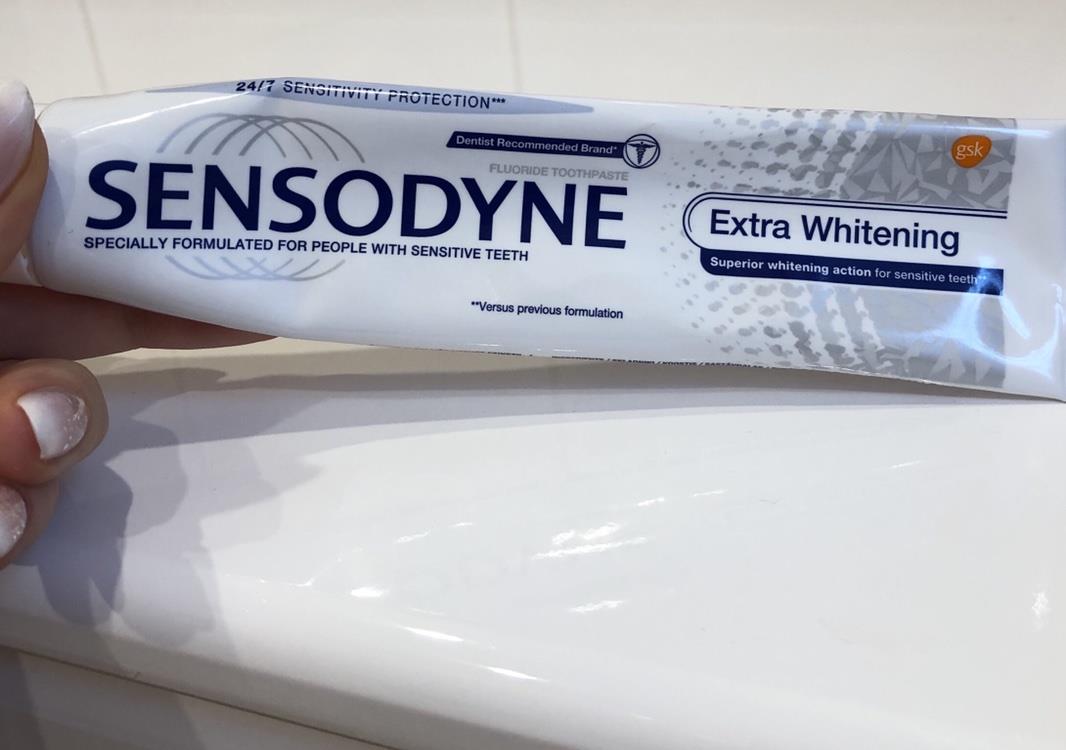 24/7 SENSITIVITY PROTECTION***
Dentist Recommended Brand*
FLUORIDE TOOTHPASTE
SENSODYNE
SPECIALLY FORMULATED FOR PEOPLE WITH SENSITIVE TEETH
**Versus previous formulation
gsk
Extra Whitening
Superior whitening action for sensitive teeth**